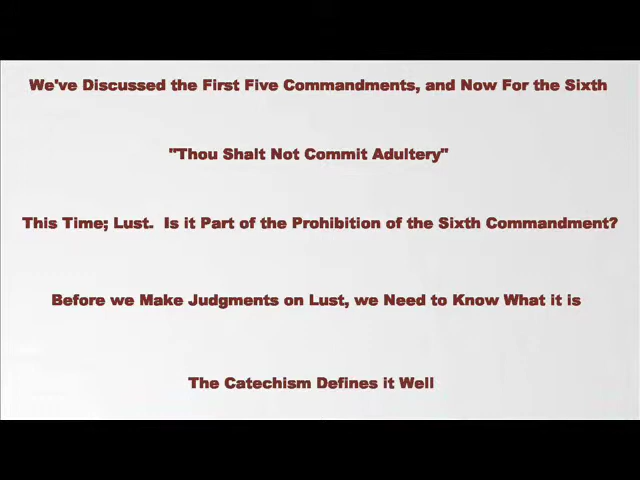 We've Discussed the First Five Commandments, and Now For the Sixth
"Thou Shalt Not Commit Adultery"
This Time; Lust.  Is it Part of the Prohibition of the Sixth Commandment?
Before we Make Judgments on Lust, we Need to Know What it is
The Catechism Defines it Well